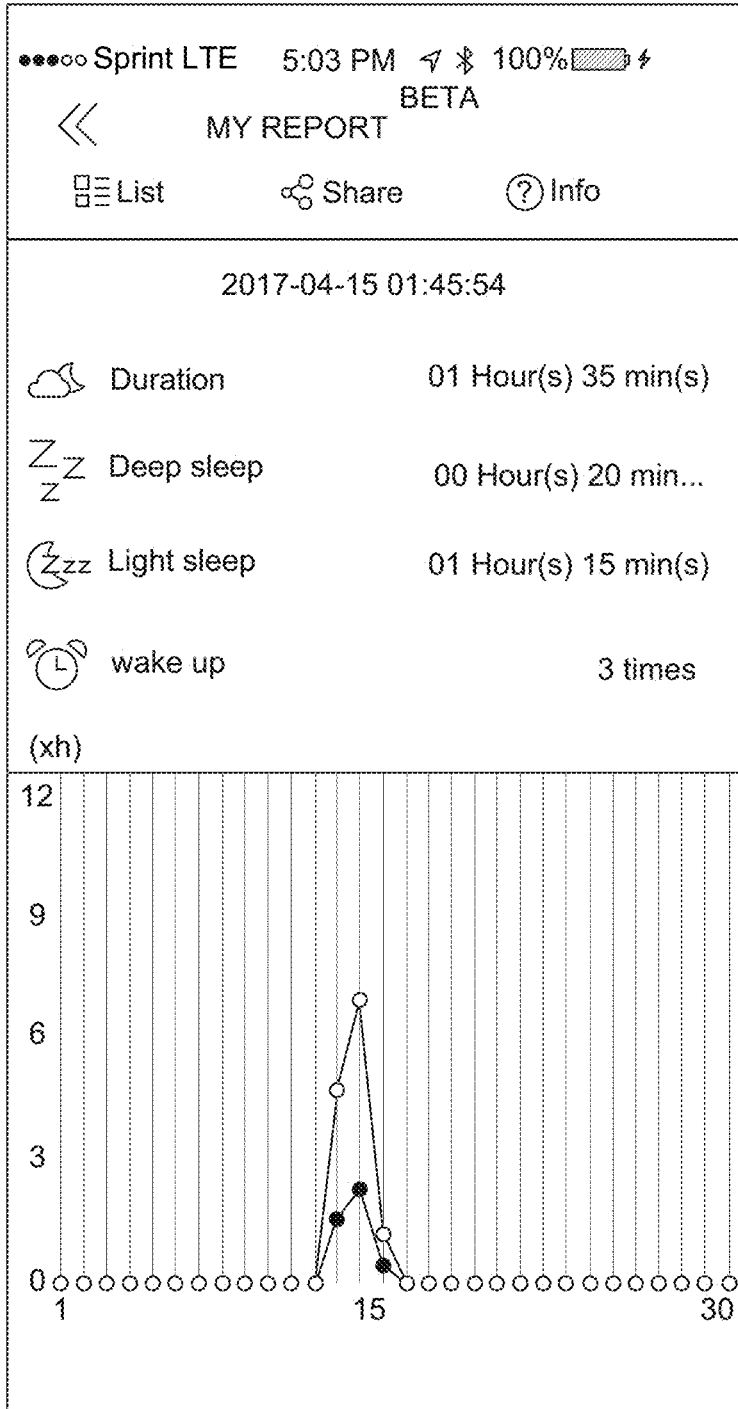 Sprint LTE 5:03 PM 100%
BETA
MY REPORT
List Share Info
2017-04-15 01:45:54
Duration 01 Hour(s) 35 min(s)
Deep sleep 00 Hour(s) 20 min...
Light sleep 01 Hour(s) 15 min(s)
wake up 3 times
(xh)
12
9
6
3
0
1 15 30